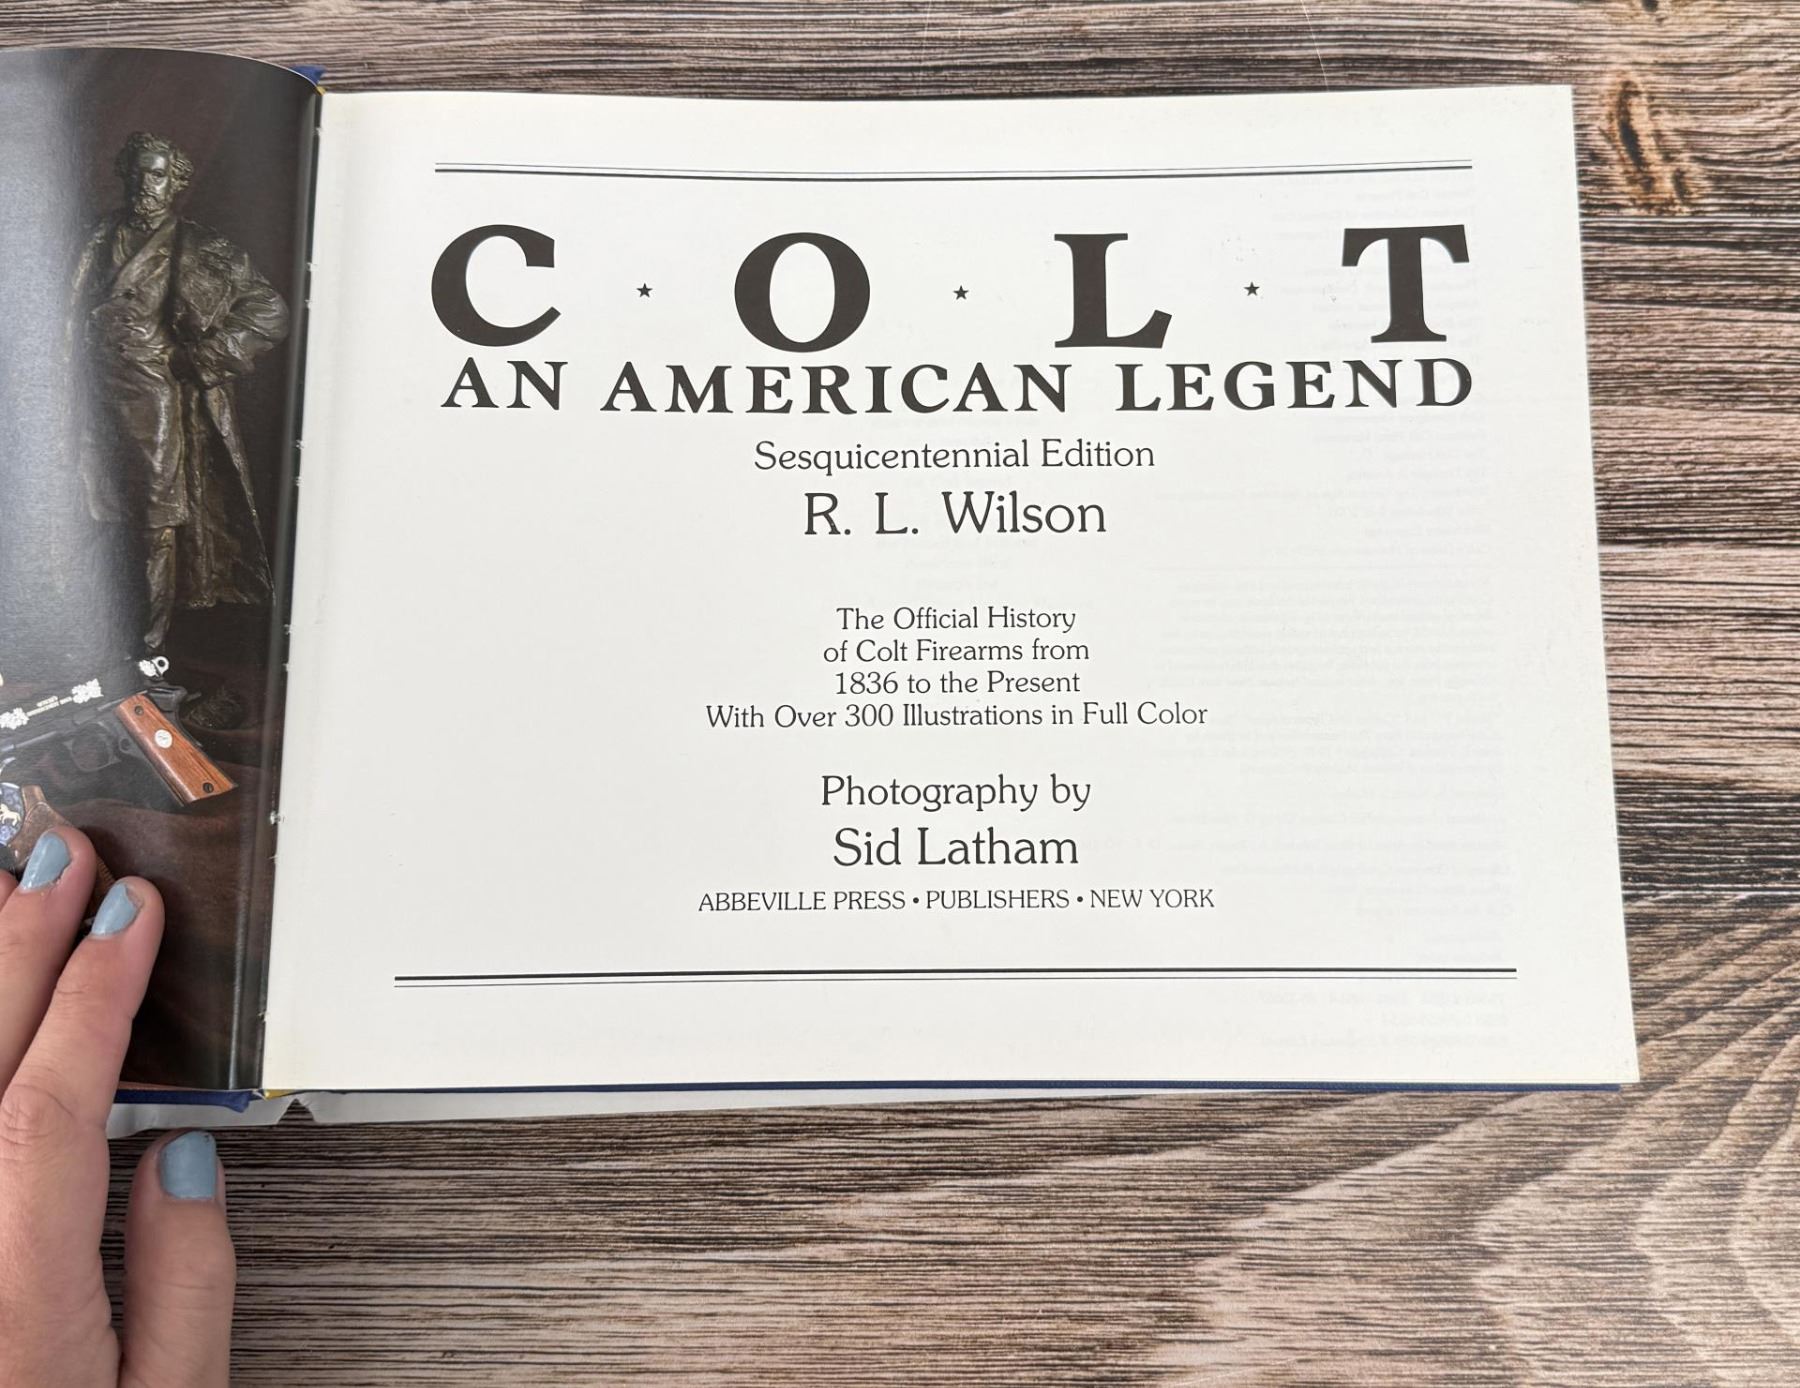 C ★ O ★ L ★ T
AN AMERICAN LEGEND
Sesquicentennial Edition
R. L. Wilson
The Official History
of Colt Firearms from
1836 to the Present
With Over 300 Illustrations in Full Color
Photography by
Sid Latham
ABBEVILLE PRESS • PUBLISHERS • NEW YORK